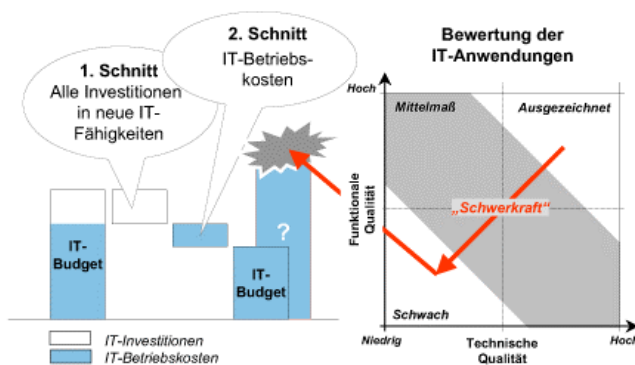 1. Schnitt
Alle Investitionen
in neue IT-
Fähigkeiten
2. Schnitt
IT-Betriebs-
kosten
IT-
Budget
?
IT-
Budget
IT-Investitionen
IT-Betriebskosten
Bewertung der
IT-Anwendungen
Hoch
Mittelmaß
Ausgezeichnet
Funktionale
Qualität
„Schwerkraft“
Schwach
Niedrig
Technische
Qualität
Hoch